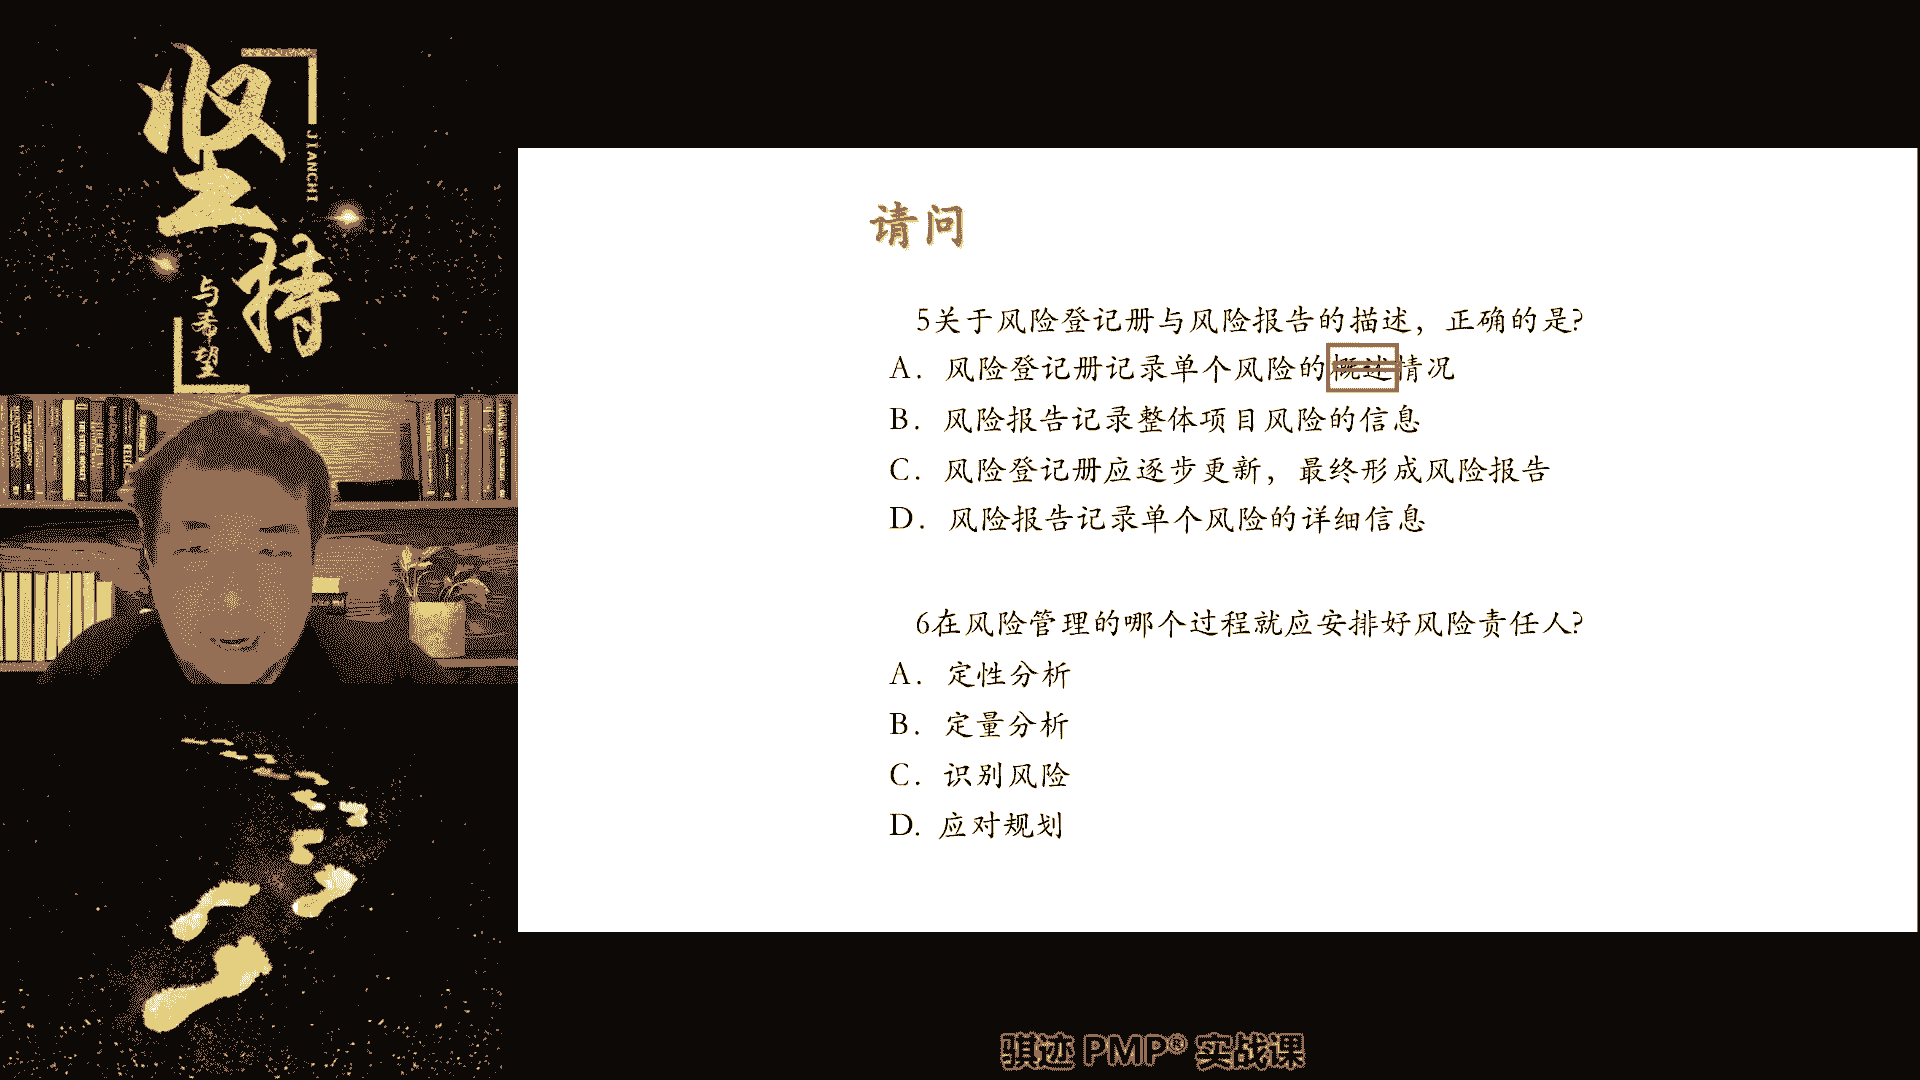 坚持
JIANCHI
与希望
请问
5关于风险登记册与风险报告的描述，正确的是?
A. 风险登记册记录单个风险的概述情况
B. 风险报告记录整体项目风险的信息
C. 风险登记册应逐步更新，最终形成风险报告
D. 风险报告记录单个风险的详细信息
6在风险管理的哪个过程就应安排好风险责任人?
A. 定性分析
B. 定量分析
C. 识别风险
D. 应对规划
骐迹 PMP® 实战课